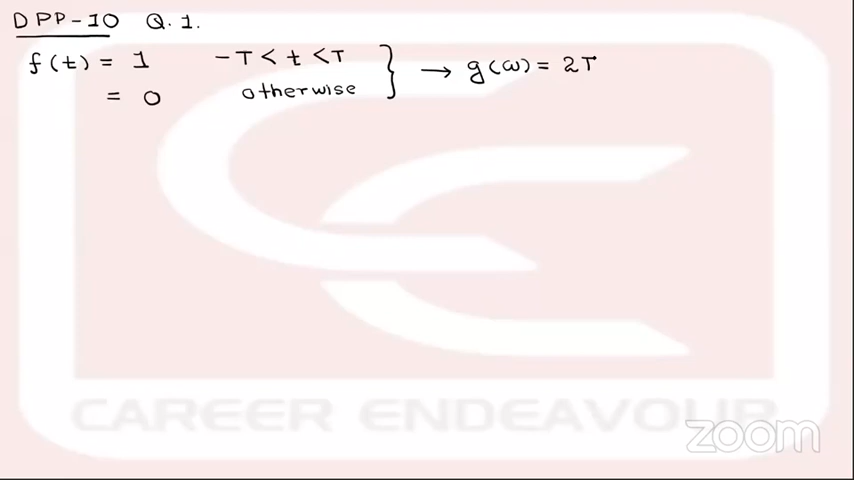 DPP-10 Q.1.
f(t) = 1 -T < t < T } → g(ω) = 2T
= 0 otherwise
CAREER ENDEAVOUR
zoom